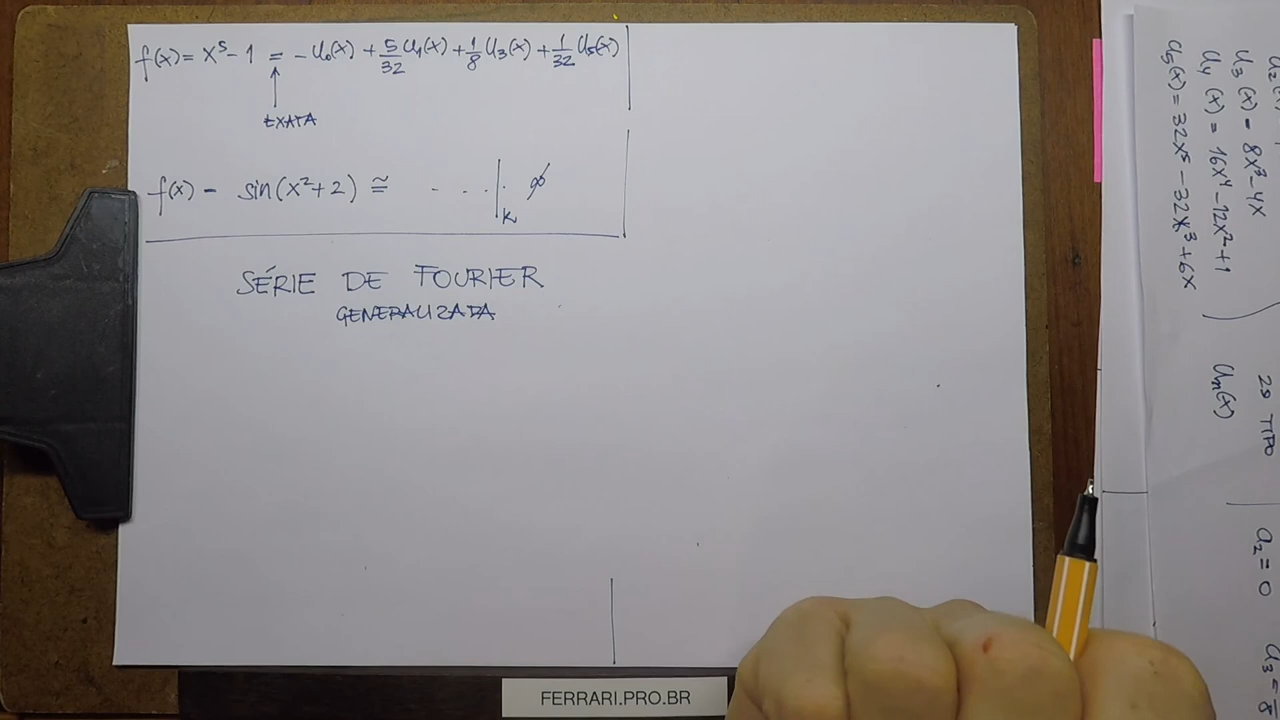 f(x) = x⁵ - 1 = -U₀(x) + 5/32 U₁(x) + 1/8 U₃(x) + 1/32 U₅(x)
EXATA
f(x) - sin(x²+2) ≅ - - - . |ₖ ∅
SÉRIE DE FOURIER
GENERALIZADA
FERRARI.PRO.BR
U₃(x) = 8x³ - 4x
U₄(x) = 16x⁴ - 12x² + 1
U₅(x) = 32x⁵ - 32x³ + 6x
2º TIPO
Uₙ(x)
a₂ = 0